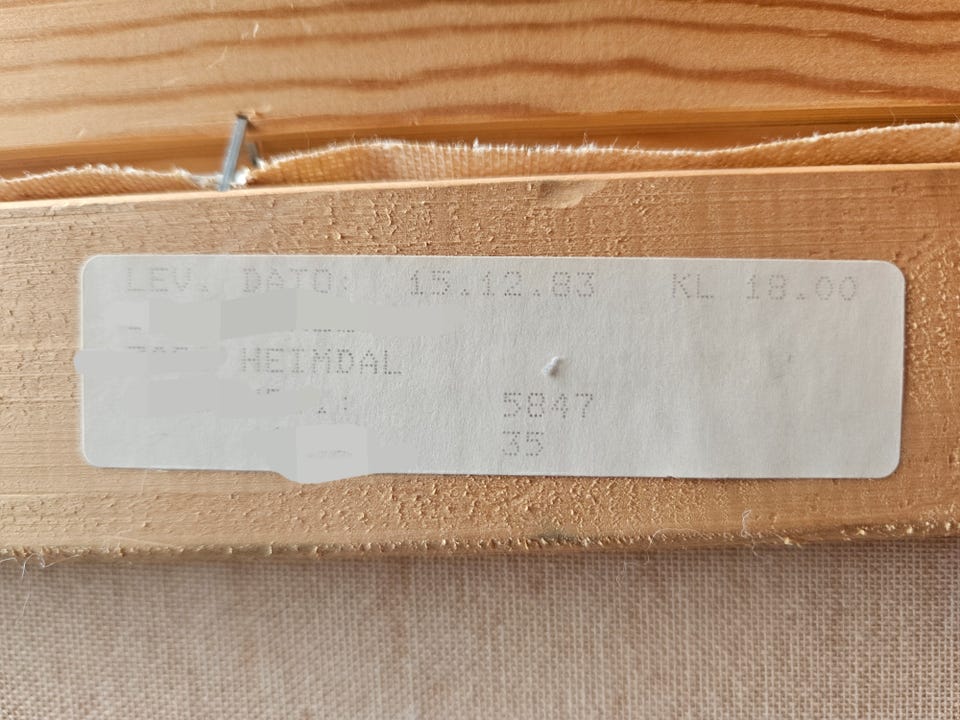 LEV. DATO: 15.12.83 KL 18.00
HEIMDAL
5847
35